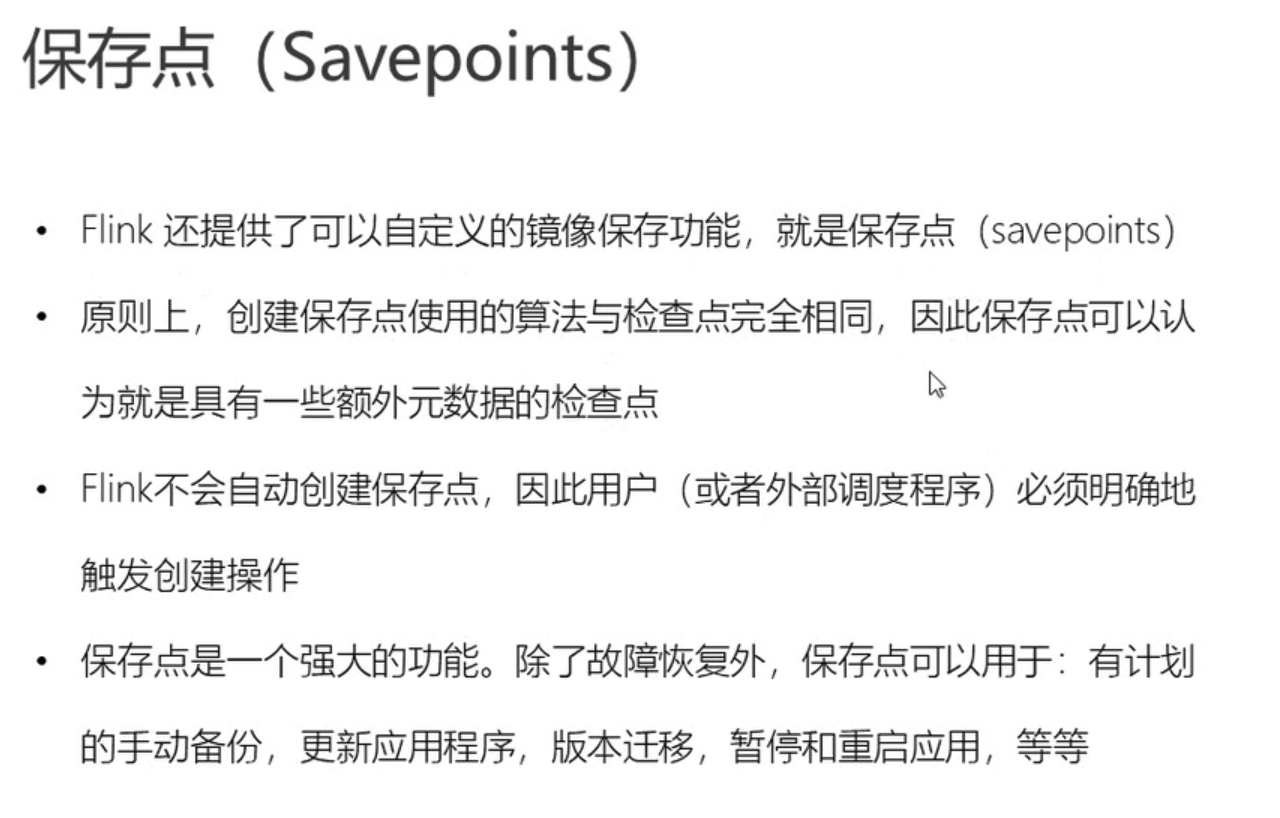 保存点（Savepoints）
• Flink 还提供了可以自定义的镜像保存功能，就是保存点（savepoints）
• 原则上，创建保存点使用的算法与检查点完全相同，因此保存点可以认
为就是具有一些额外元数据的检查点
• Flink不会自动创建保存点，因此用户（或者外部调度程序）必须明确地
触发创建操作
• 保存点是一个强大的功能。除了故障恢复外，保存点可以用于：有计划
的手动备份，更新应用程序，版本迁移，暂停和重启应用，等等